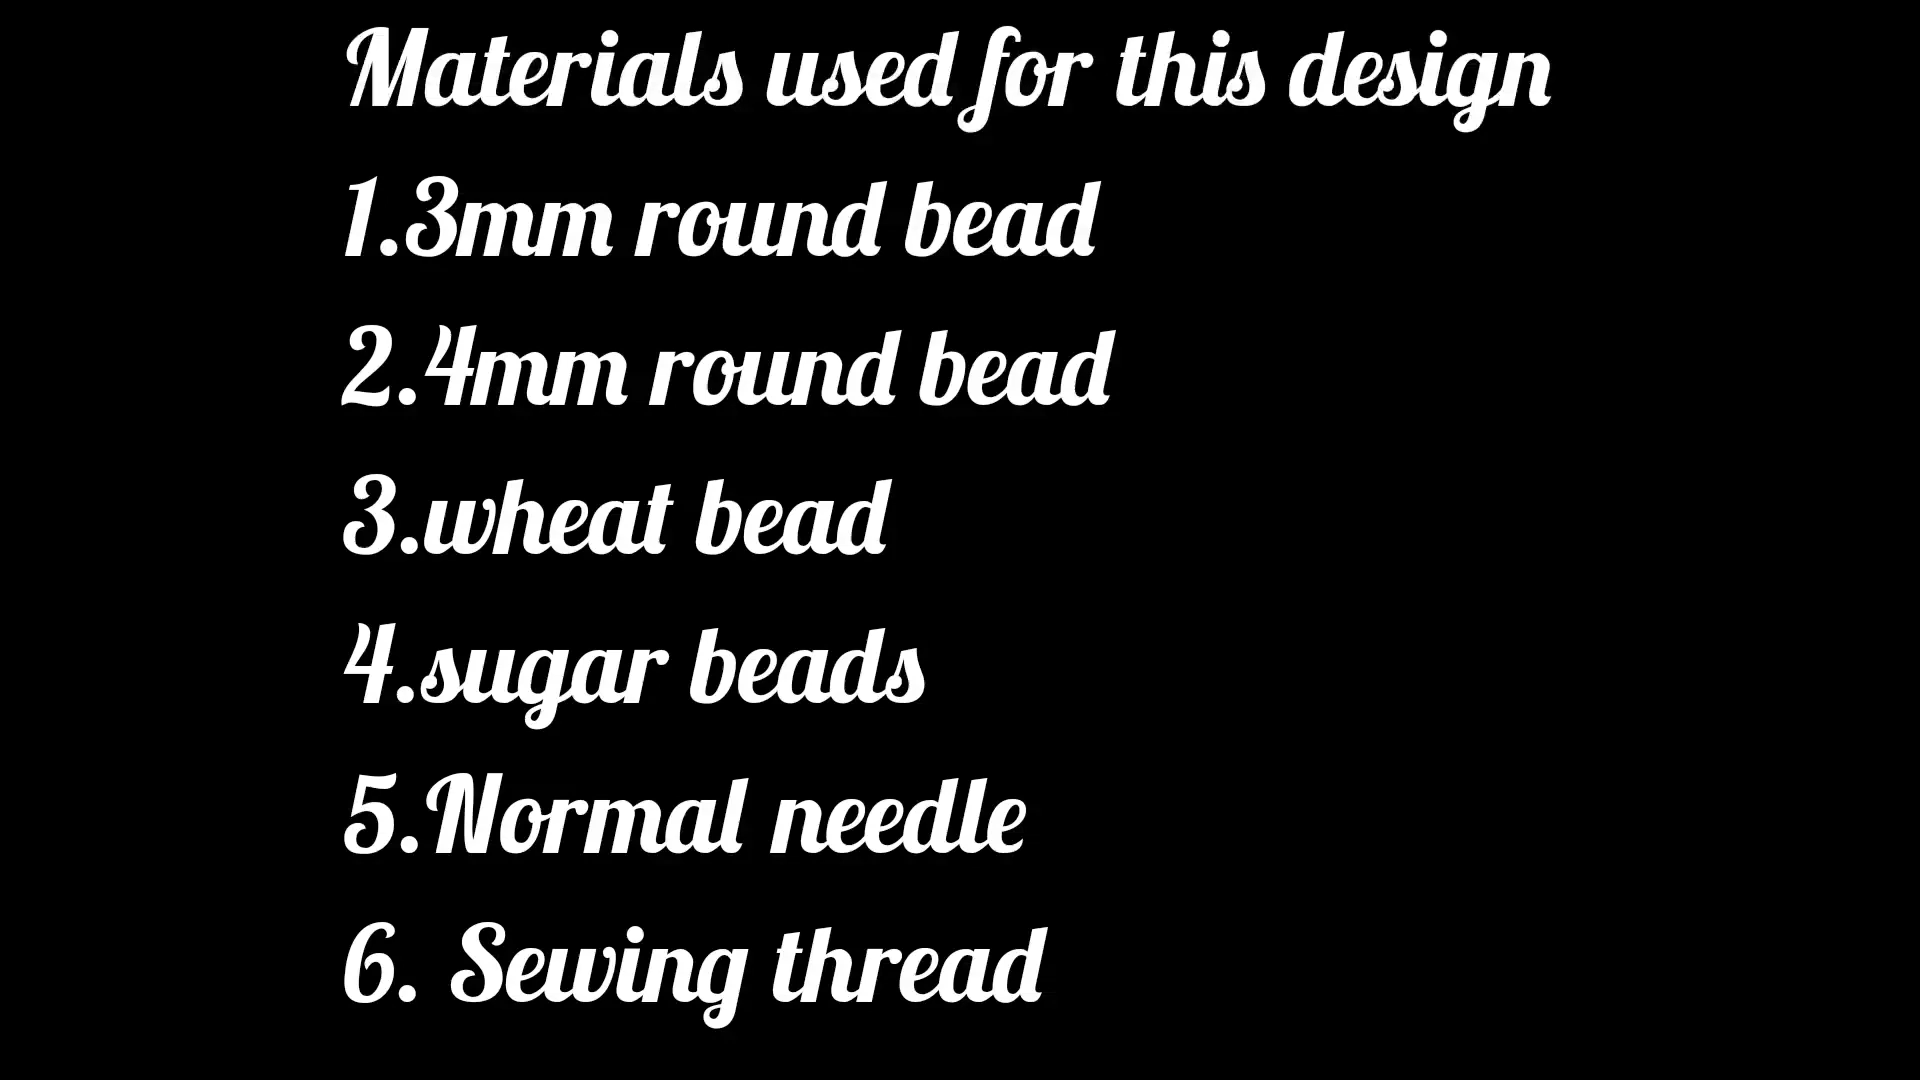 Materials used for this design
1.3mm round bead
2.4mm round bead
3.wheat bead
4.sugar beads
5.Normal needle
6. Sewing thread